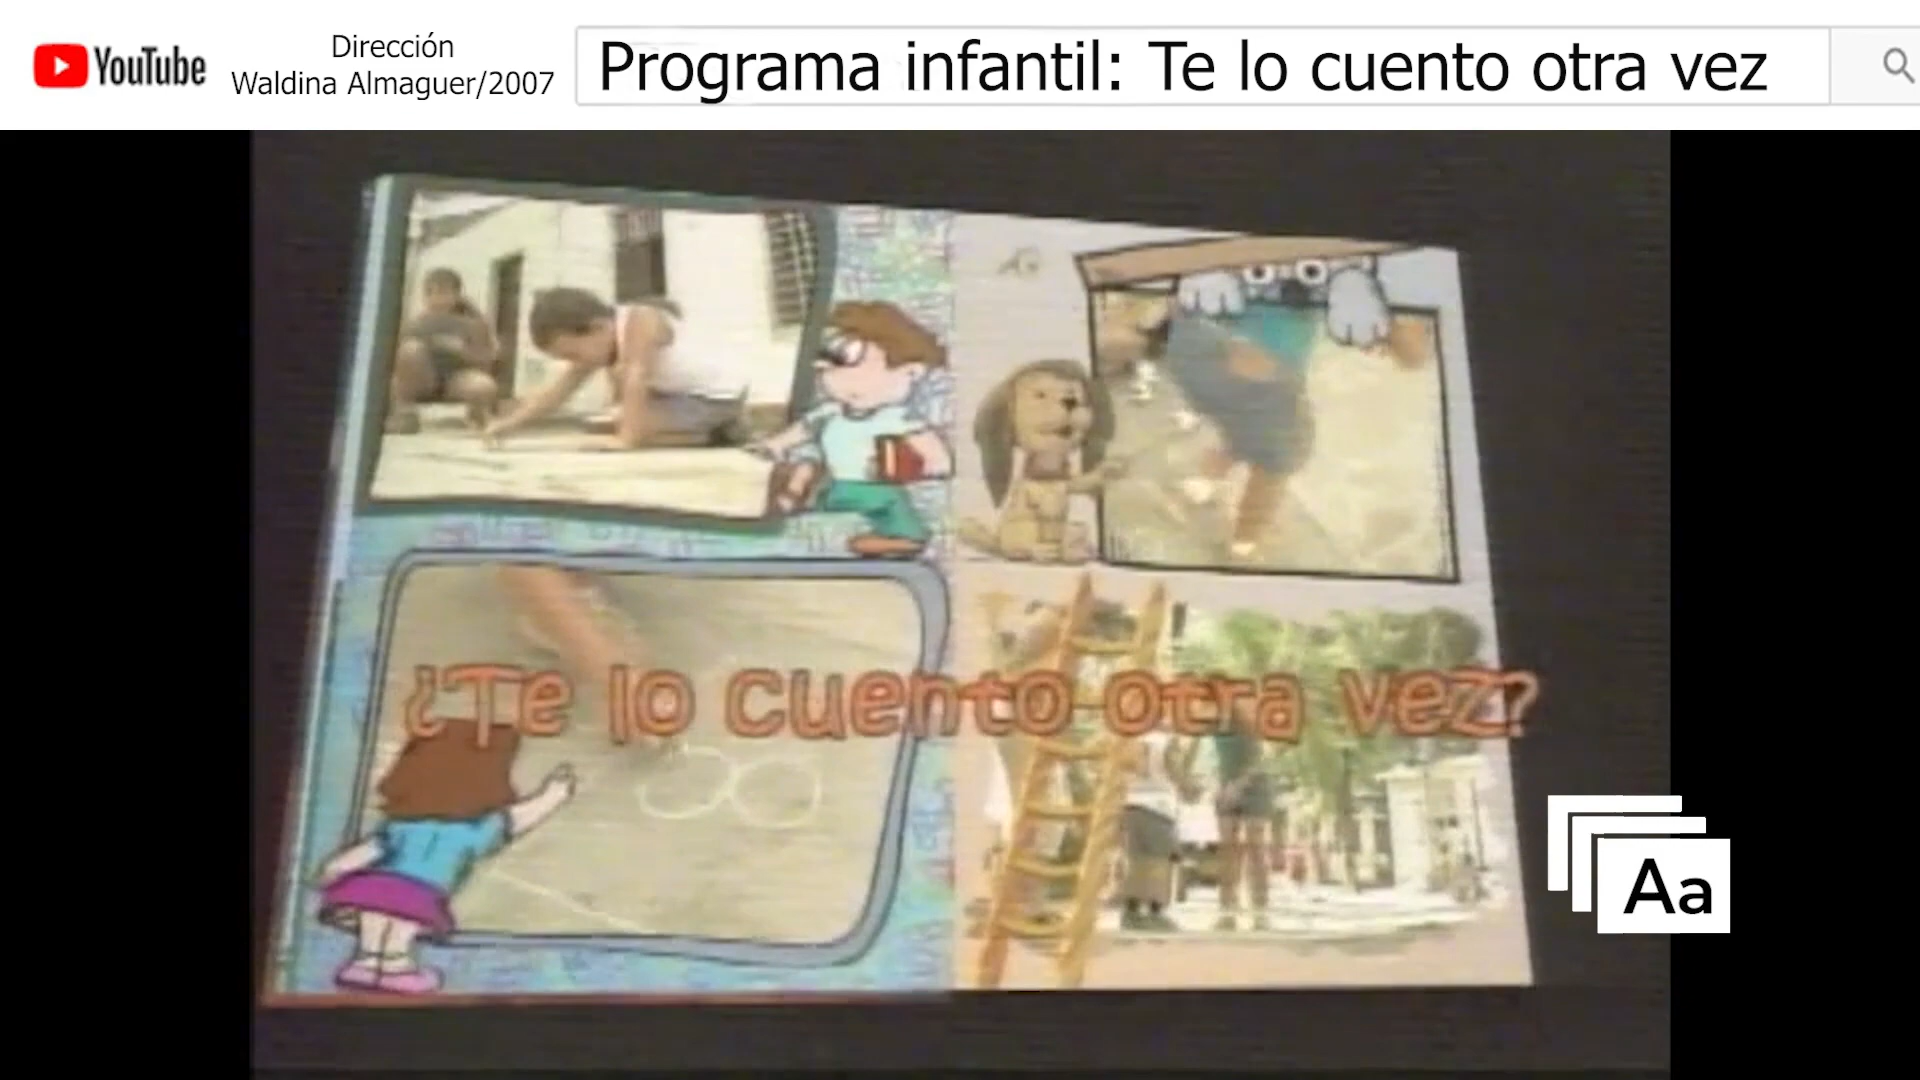 YouTube
Dirección
Waldina Almaguer/2007
Programa infantil: Te lo cuento otra vez
¿Te lo cuento otra vez?
Aa